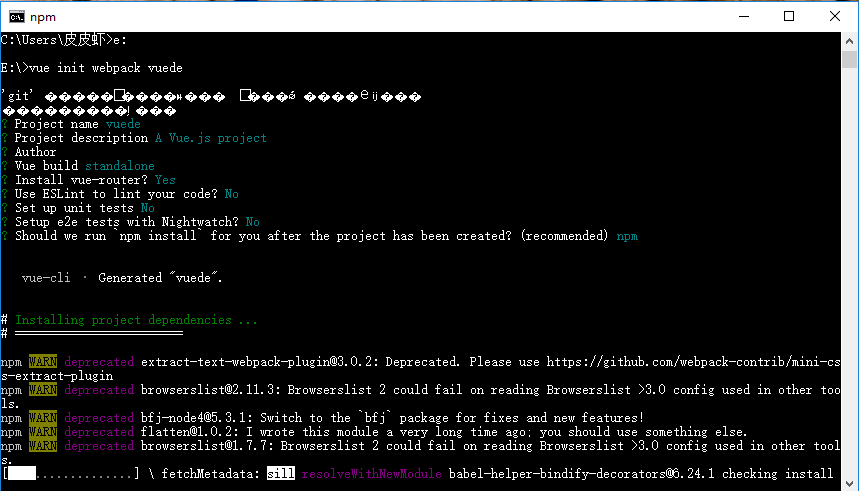 npm
C:\Users\皮皮虾>e:
E:\>vue init webpack vuede
'git'
? Project name vuede
? Project description A Vue.js project
? Author
? Vue build standalone
? Install vue-router? Yes
? Use ESLint to lint your code? No
? Set up unit tests No
? Setup e2e tests with Nightwatch? No
? Should we run `npm install` for you after the project has been created? (recommended) npm
vue-cli · Generated "vuede".
# Installing project dependencies ...
# ========================
npm WARN deprecated extract-text-webpack-plugin@3.0.2: Deprecated. Please use https://github.com/webpack-contrib/mini-cs
s-extract-plugin
npm WARN deprecated browserslist@2.11.3: Browserslist 2 could fail on reading Browserslist >3.0 config used in other too
ls.
npm WARN deprecated bfj-node4@5.3.1: Switch to the `bfj` package for fixes and new features!
npm WARN deprecated flatten@1.0.2: I wrote this module a very long time ago; you should use something else.
npm WARN deprecated browserslist@1.7.7: Browserslist 2 could fail on reading Browserslist >3.0 config used in other tool
s.
[    ..............] \ fetchMetadata: sill resolveWithNewModule babel-helper-bindify-decorators@6.24.1 checking install